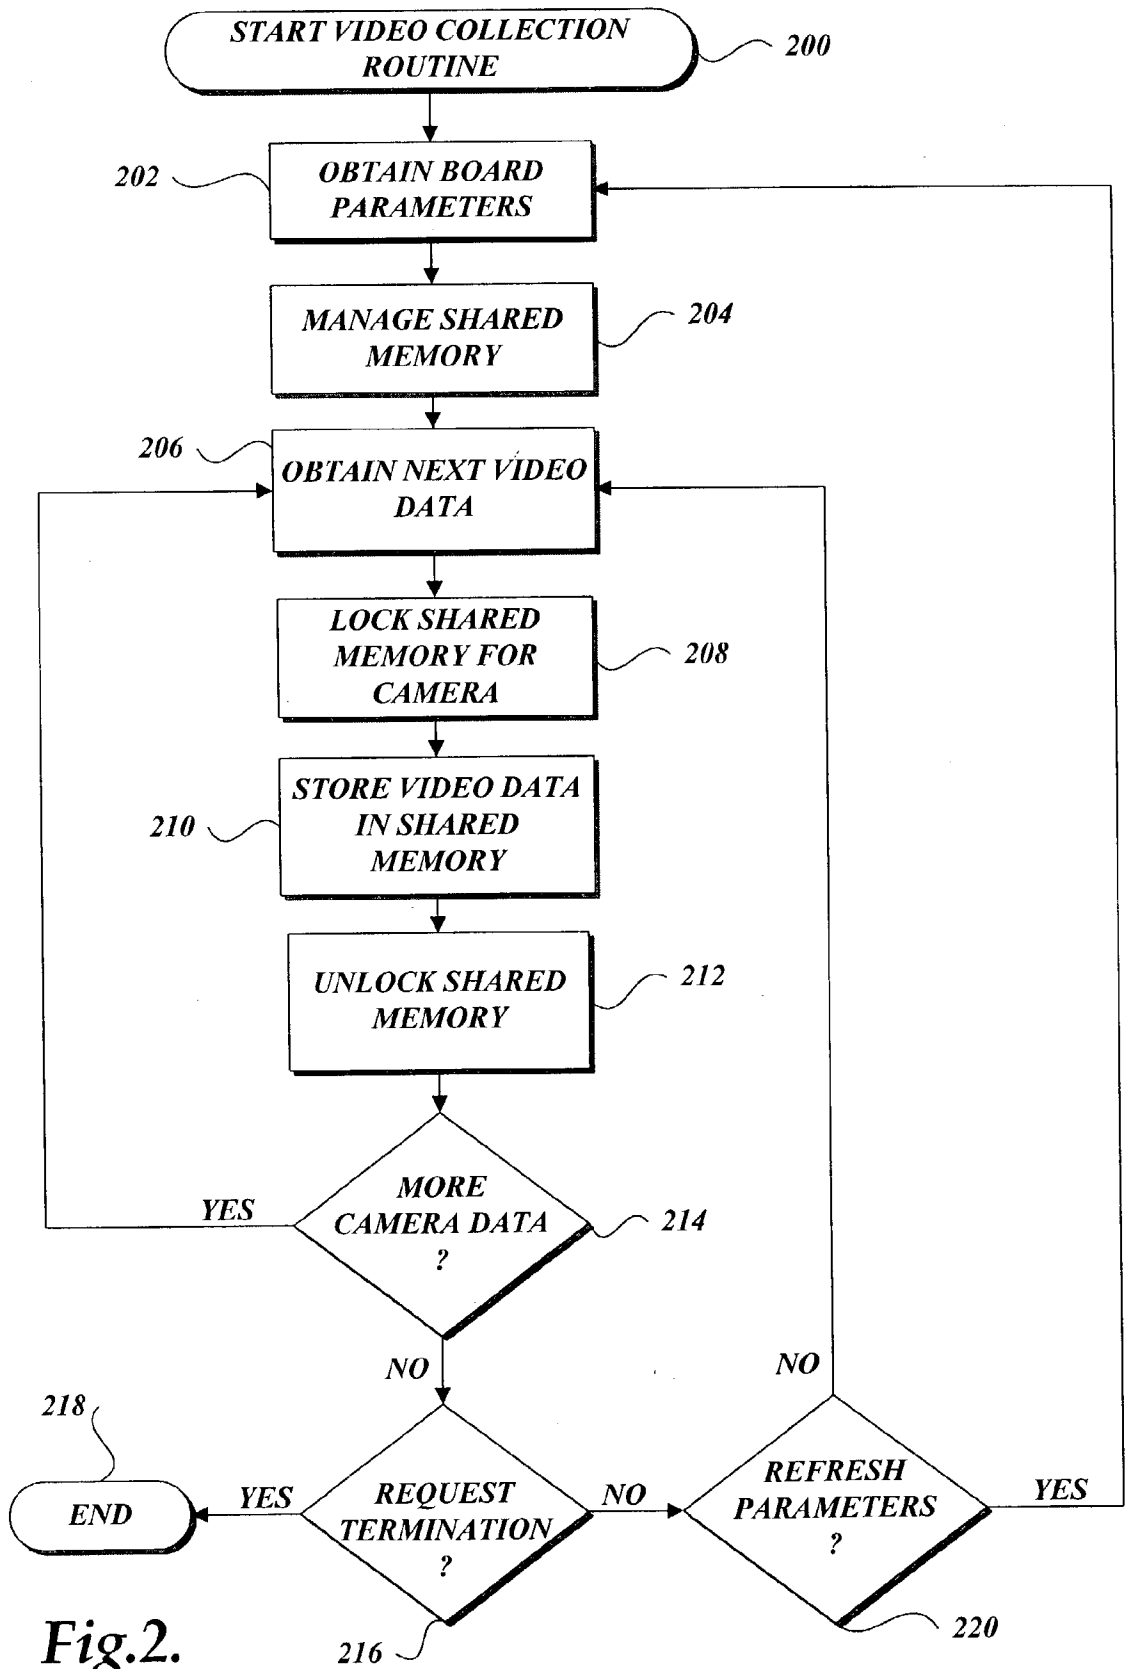 START VIDEO COLLECTION
ROUTINE
200
202
OBTAIN BOARD
PARAMETERS
MANAGE SHARED
MEMORY
204
206
OBTAIN NEXT VIDEO
DATA
LOCK SHARED
MEMORY FOR
CAMERA
208
STORE VIDEO DATA
IN SHARED
MEMORY
210
UNLOCK SHARED
MEMORY
212
MORE
CAMERA DATA
?
214
YES
NO
218
END
YES
REQUEST
TERMINATION
?
216
NO
NO
REFRESH
PARAMETERS
?
YES
220
Fig.2.